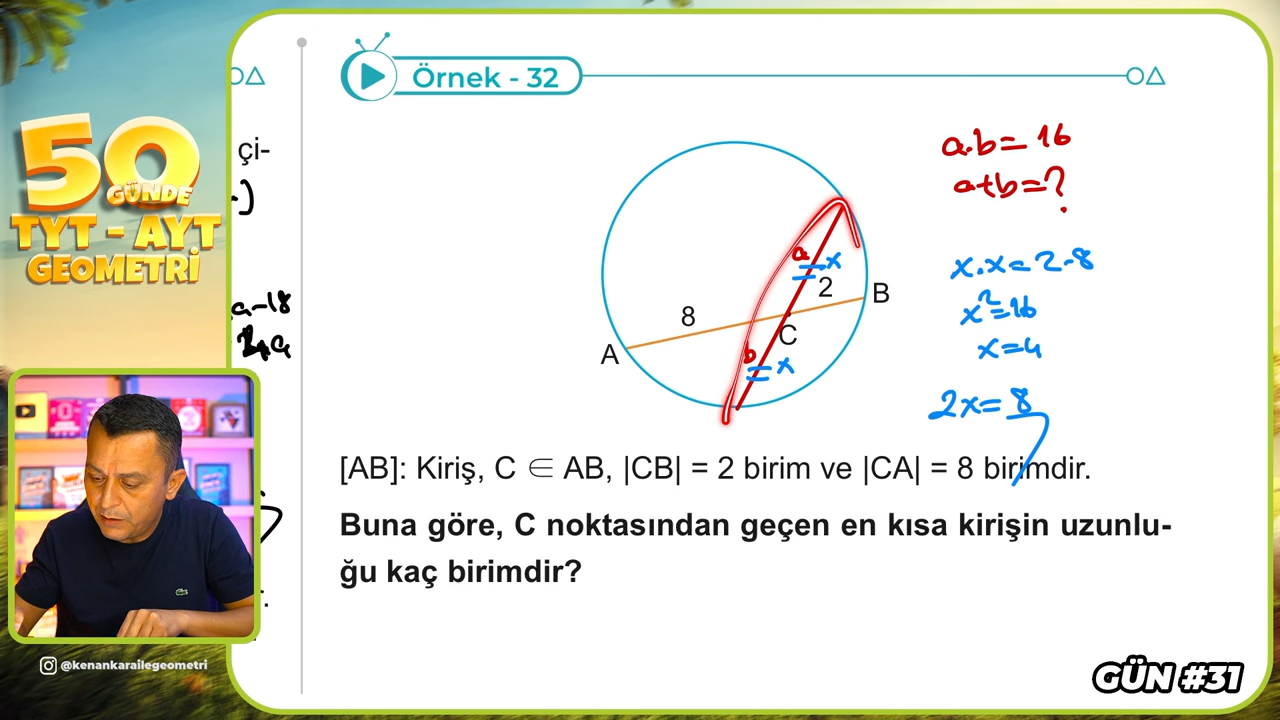 50
GÜNDE
TYT - AYT
GEOMETRİ
çi-
a-18
Örnek - 32
a.b = 16
a+b=?
x.x = 2.8
x²=16
x=4
2x= 8
a
x
2
B
8
C
A
b
x
[AB]: Kiriş, C ∈ AB, |CB| = 2 birim ve |CA| = 8 birimdir.
Buna göre, C noktasından geçen en kısa kirişin uzunlu-
ğu kaç birimdir?
@kenankarailegeometri
GÜN #31